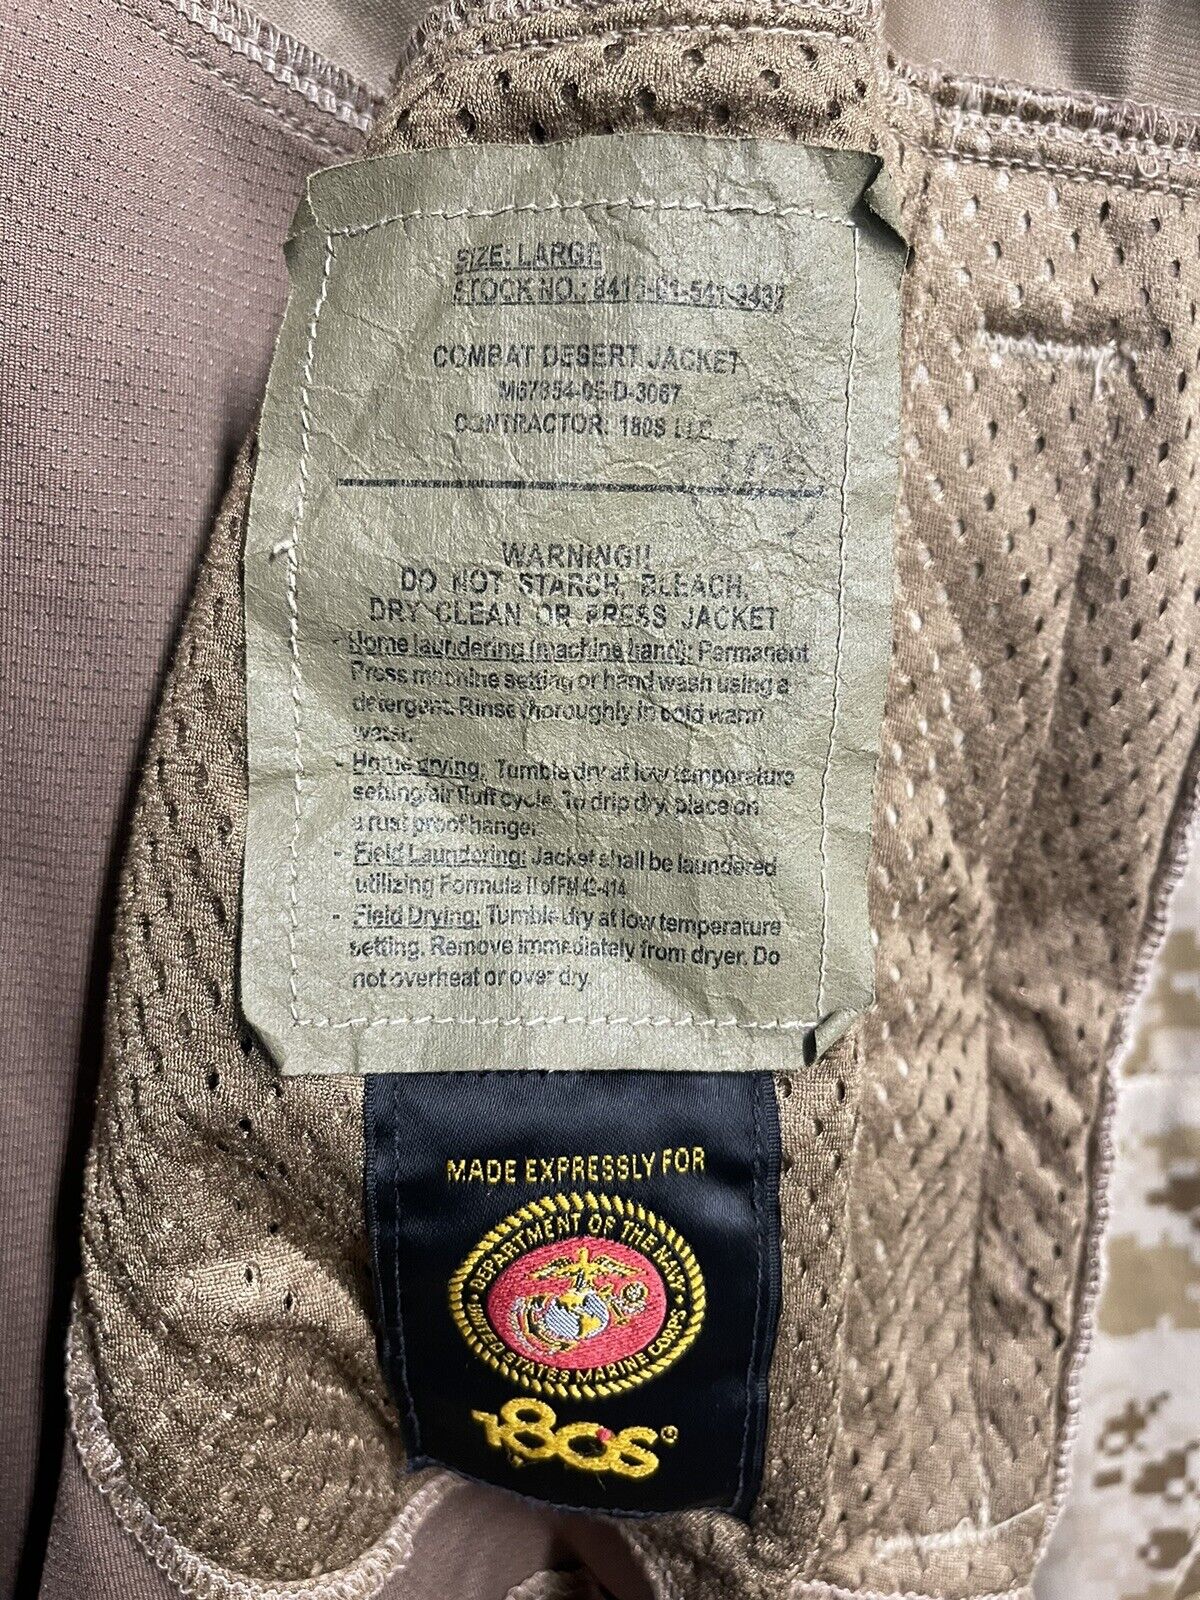 SIZE: LARGE
STOCK NO.: 8415-01-541-3437
COMBAT DESERT JACKET
M67854-05-D-3067
CONTRACTOR: 180S LLC
WARNING!!
DO NOT STARCH, BLEACH,
DRY CLEAN OR PRESS JACKET
- Home laundering (machine hand): Permanent
Press machine setting or hand wash using a
detergent. Rinse thoroughly in cold warm
water.
- Home drying: Tumble dry at low temperature
setting/air fluff cycle. To drip dry, place on
a rust proof hanger.
- Field Laundering: Jacket shall be laundered
utilizing Formula II of FM 42-414.
- Field Drying: Tumble dry at low temperature
setting. Remove immediately from dryer. Do
not overheat or over dry.
MADE EXPRESSLY FOR
DEPARTMENT OF THE NAVY
UNITED STATES MARINE CORPS
180s®